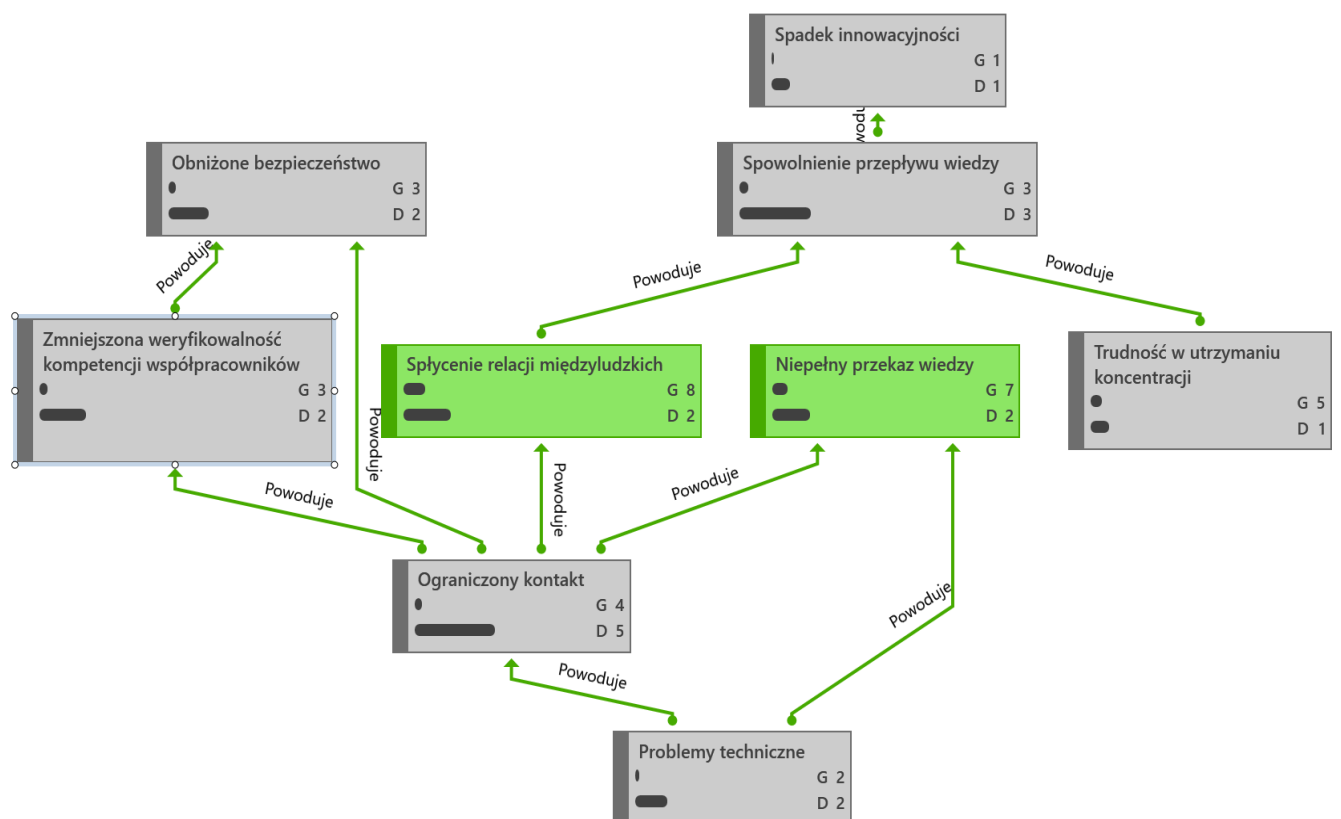 Spadek innowacyjności
G 1
D 1
Obniżone bezpieczeństwo
G 3
D 2
Spowolnienie przepływu wiedzy
G 3
D 3
Powoduje
Powoduje
Powoduje
Zmniejszona weryfikowalność
kompetencji współpracowników
G 3
D 2
Spłycenie relacji międzyludzkich
G 8
D 2
Niepełny przekaz wiedzy
G 7
D 2
Trudność w utrzymaniu
koncentracji
G 5
D 1
Powoduje
Powoduje
Powoduje
Powoduje
Ograniczony kontakt
G 4
D 5
Powoduje
Powoduje
Problemy techniczne
G 2
D 2